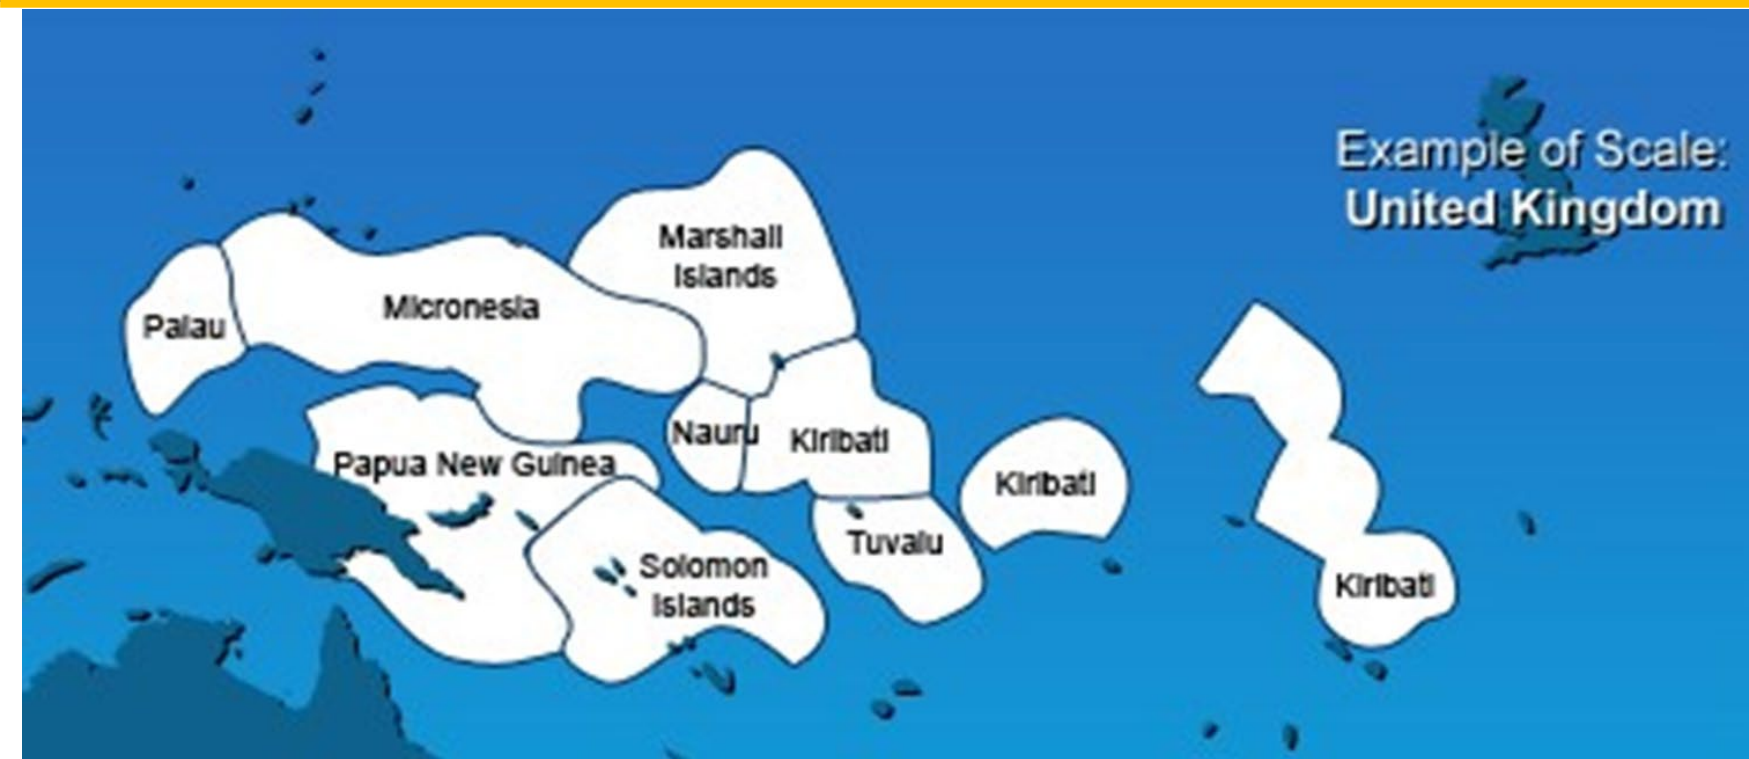 Example of Scale:
United Kingdom
Marshall
Islands
Micronesia
Palau
Nauru
Kiribati
Papua New Guinea
Kiribati
Tuvalu
Solomon
Islands
Kiribati